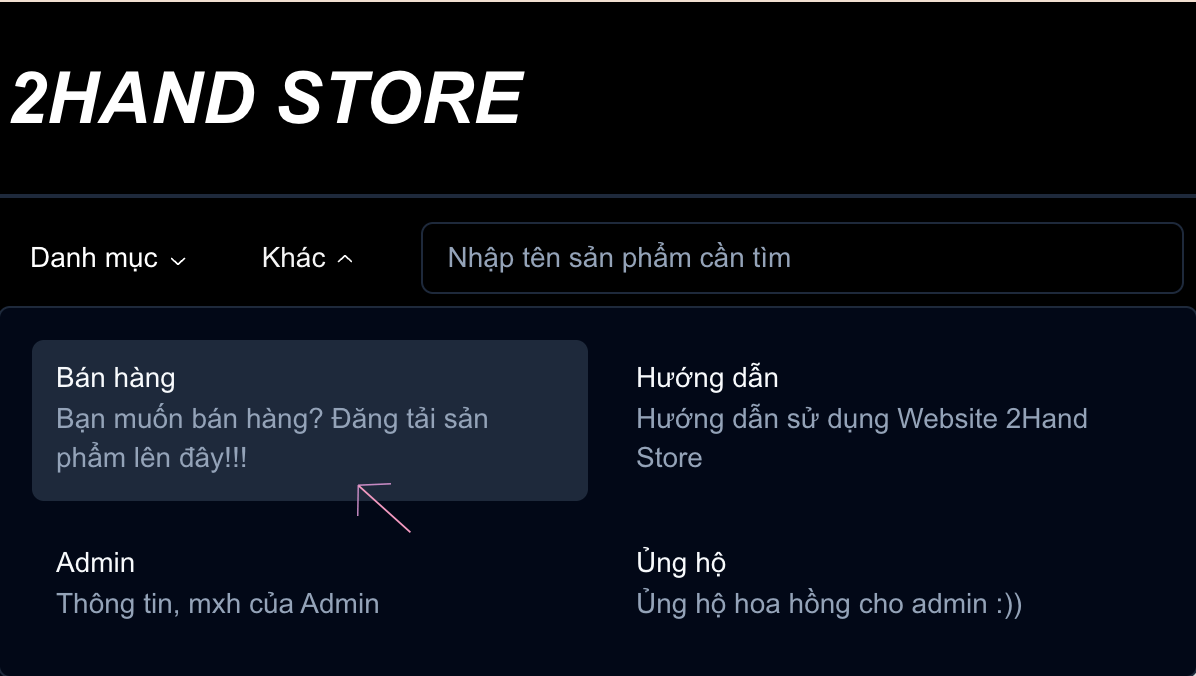 2HAND STORE
Danh mục
Khác
Nhập tên sản phẩm cần tìm
Bán hàng
Bạn muốn bán hàng? Đăng tải sản
phẩm lên đây!!!
Hướng dẫn
Hướng dẫn sử dụng Website 2Hand
Store
Admin
Thông tin, mxh của Admin
Ủng hộ
Ủng hộ hoa hồng cho admin :))